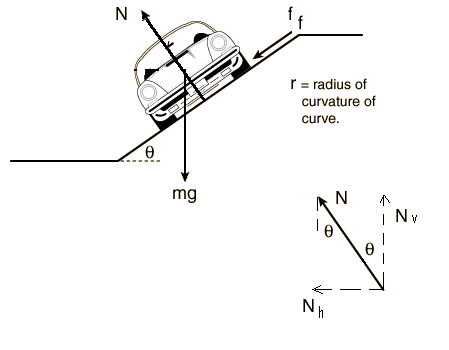 N
f
f
r = radius of
curvature of
curve.
θ
mg
N
θ
θ
N v
N h